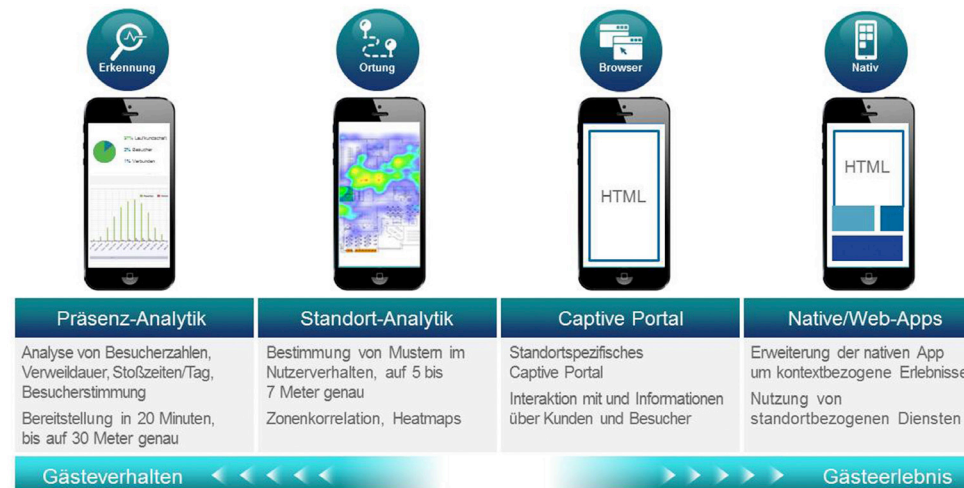 Erkennung
Ortung
Browser
Nativ
Laufkundschaft
Besucher
Verbunden
HTML
HTML
Präsenz-Analytik
Standort-Analytik
Captive Portal
Native/Web-Apps
Analyse von Besucherzahlen,
Verweildauer, Stoßzeiten/Tag,
Besucherstimmung
Bereitstellung in 20 Minuten,
bis auf 30 Meter genau
Bestimmung von Mustern im
Nutzerverhalten, auf 5 bis
7 Meter genau
Zonenkorrelation, Heatmaps
Standortspezifisches
Captive Portal
Interaktion mit und Informationen
über Kunden und Besucher
Erweiterung der nativen App
um kontextbezogene Erlebnisse
Nutzung von
standortbezogenen Diensten
Gästeverhalten
Gästeerlebnis